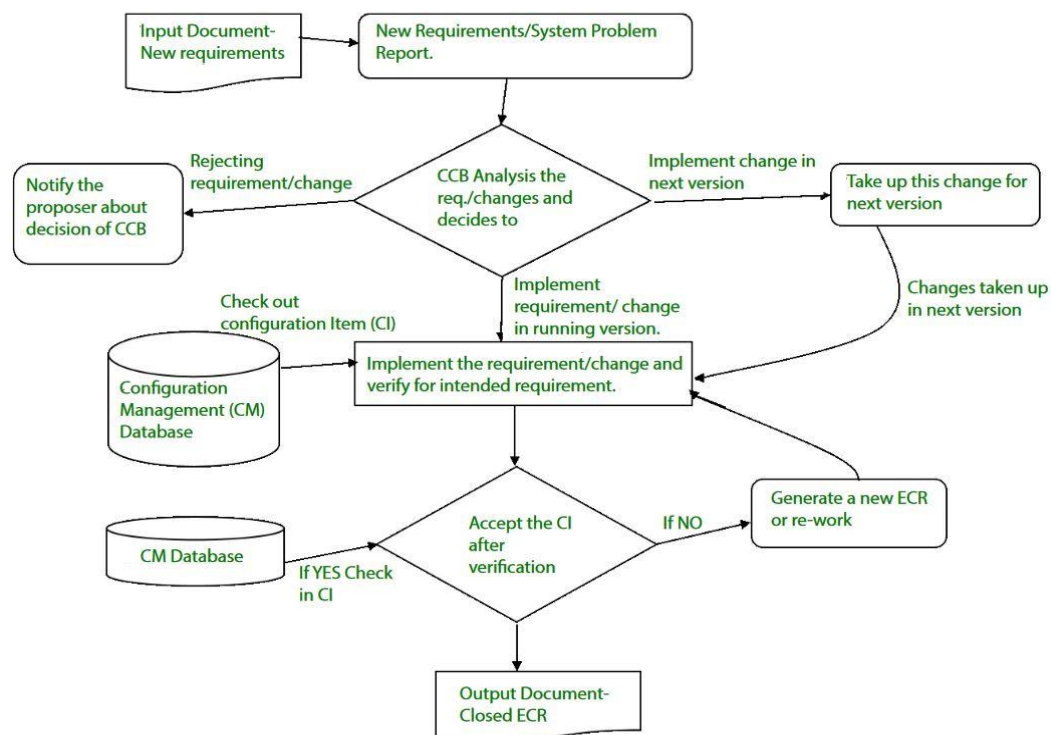 Input Document-
New requirements
New Requirements/System Problem
Report.
Rejecting
requirement/change
Implement change in
next version
Notify the
proposer about
decision of CCB
CCB Analysis the
req./changes and
decides to
Take up this change for
next version
Implement
requirement/ change
in running version.
Changes taken up
in next version
Check out
configuration Item (CI)
Configuration
Management (CM)
Database
Implement the requirement/change and
verify for intended requirement.
CM Database
If YES Check
in CI
Accept the CI
after
verification
If NO
Generate a new ECR
or re-work
Output Document-
Closed ECR